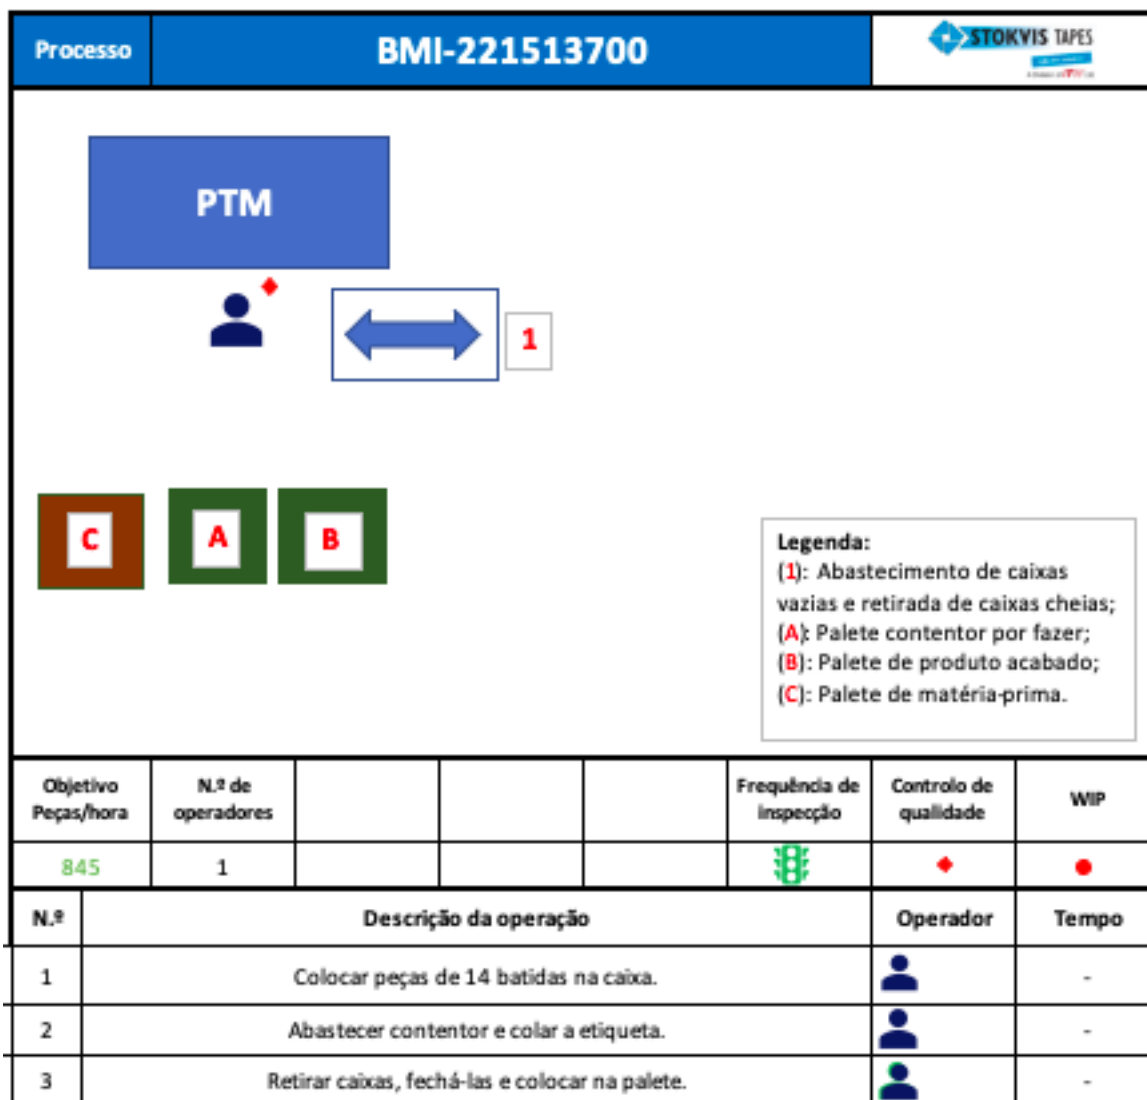 Processo
BMI-221513700
STOKVIS TAPES
PTM
1
C
A
B
Legenda:
(1): Abastecimento de caixas
vazias e retirada de caixas cheias;
(A): Palete contentor por fazer;
(B): Palete de produto acabado;
(C): Palete de matéria-prima.
Objetivo
Peças/hora
N.º de
operadores
Frequência de
inspecção
Controlo de
qualidade
WIP
845
1
N.º
Descrição da operação
Operador
Tempo
1
Colocar peças de 14 batidas na caixa.
-
2
Abastecer contentor e colar a etiqueta.
-
3
Retirar caixas, fechá-las e colocar na palete.
-